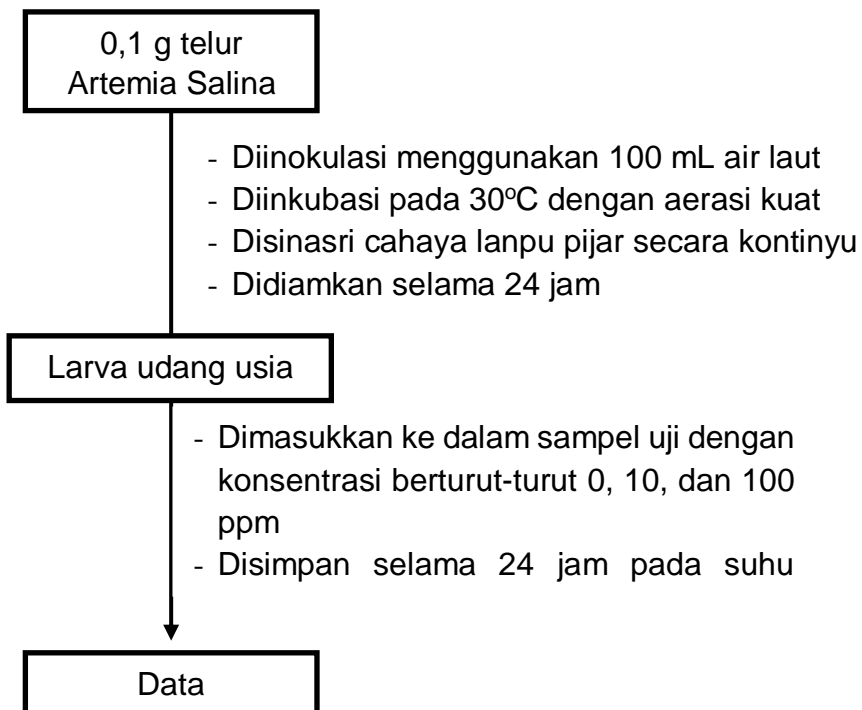 0,1 g telur
Artemia Salina
- Diinokulasi menggunakan 100 mL air laut
- Diinkubasi pada 30ºC dengan aerasi kuat
- Disinasri cahaya lanpu pijar secara kontinyu
- Didiamkan selama 24 jam
Larva udang usia
- Dimasukkan ke dalam sampel uji dengan
konsentrasi berturut-turut 0, 10, dan 100
ppm
- Disimpan selama 24 jam pada suhu
Data